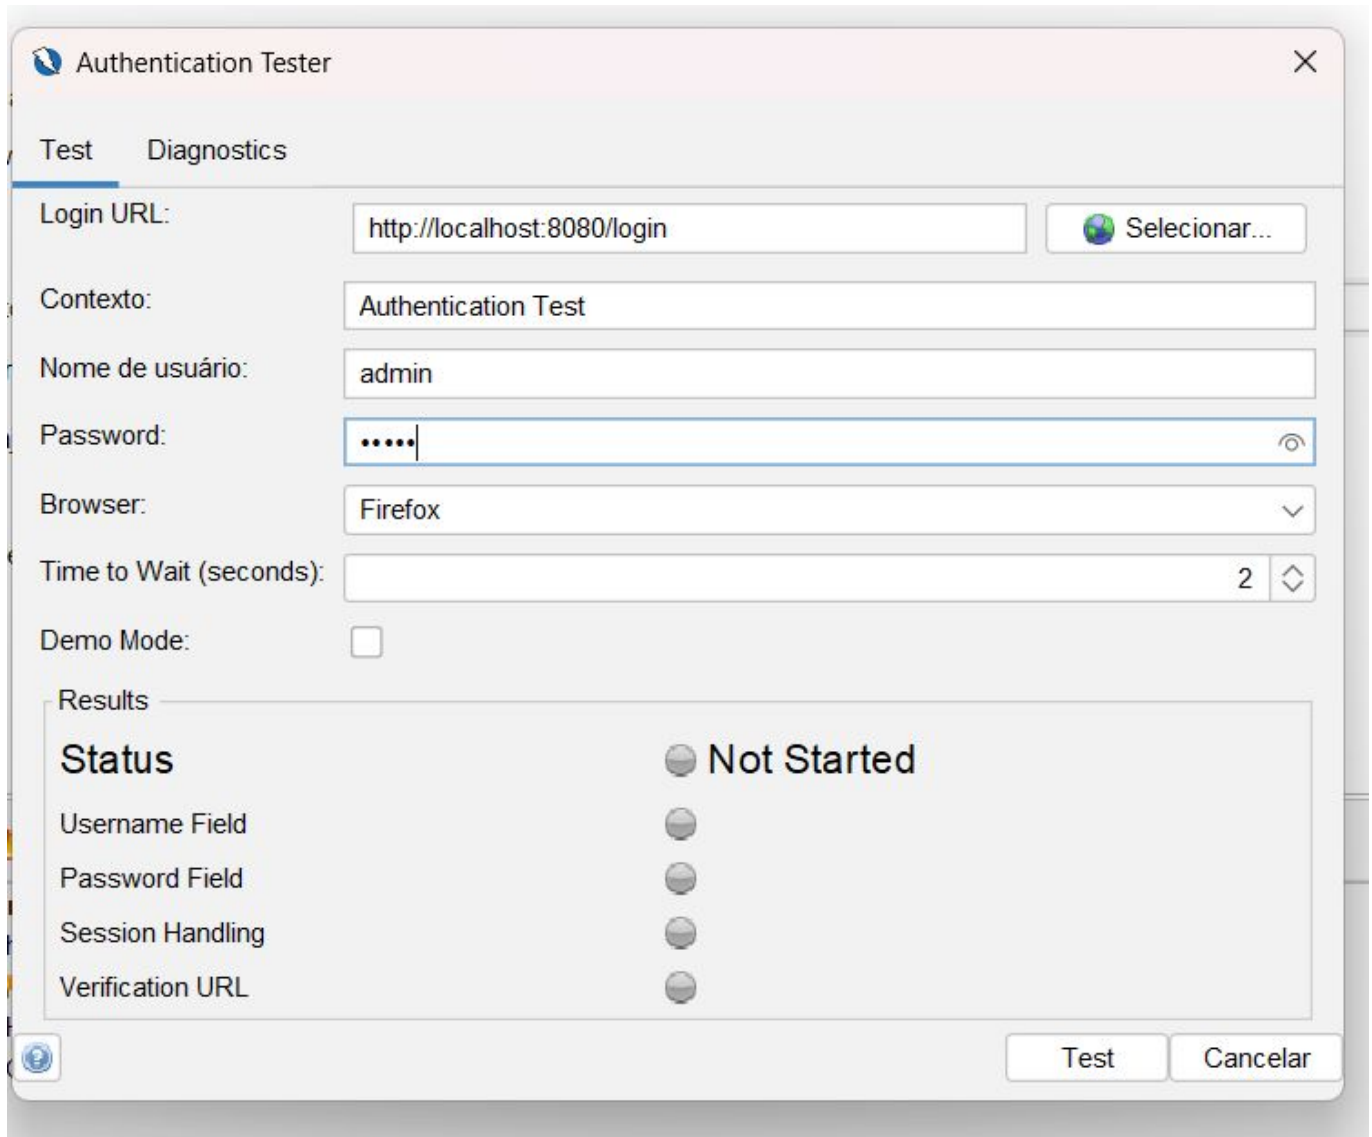 Authentication Tester
Test Diagnostics
Login URL: http://localhost:8080/login Selecionar...
Contexto: Authentication Test
Nome de usuário: admin
Password: •••••
Browser: Firefox
Time to Wait (seconds): 2
Demo Mode:
Results
Status Not Started
Username Field
Password Field
Session Handling
Verification URL
Test Cancelar